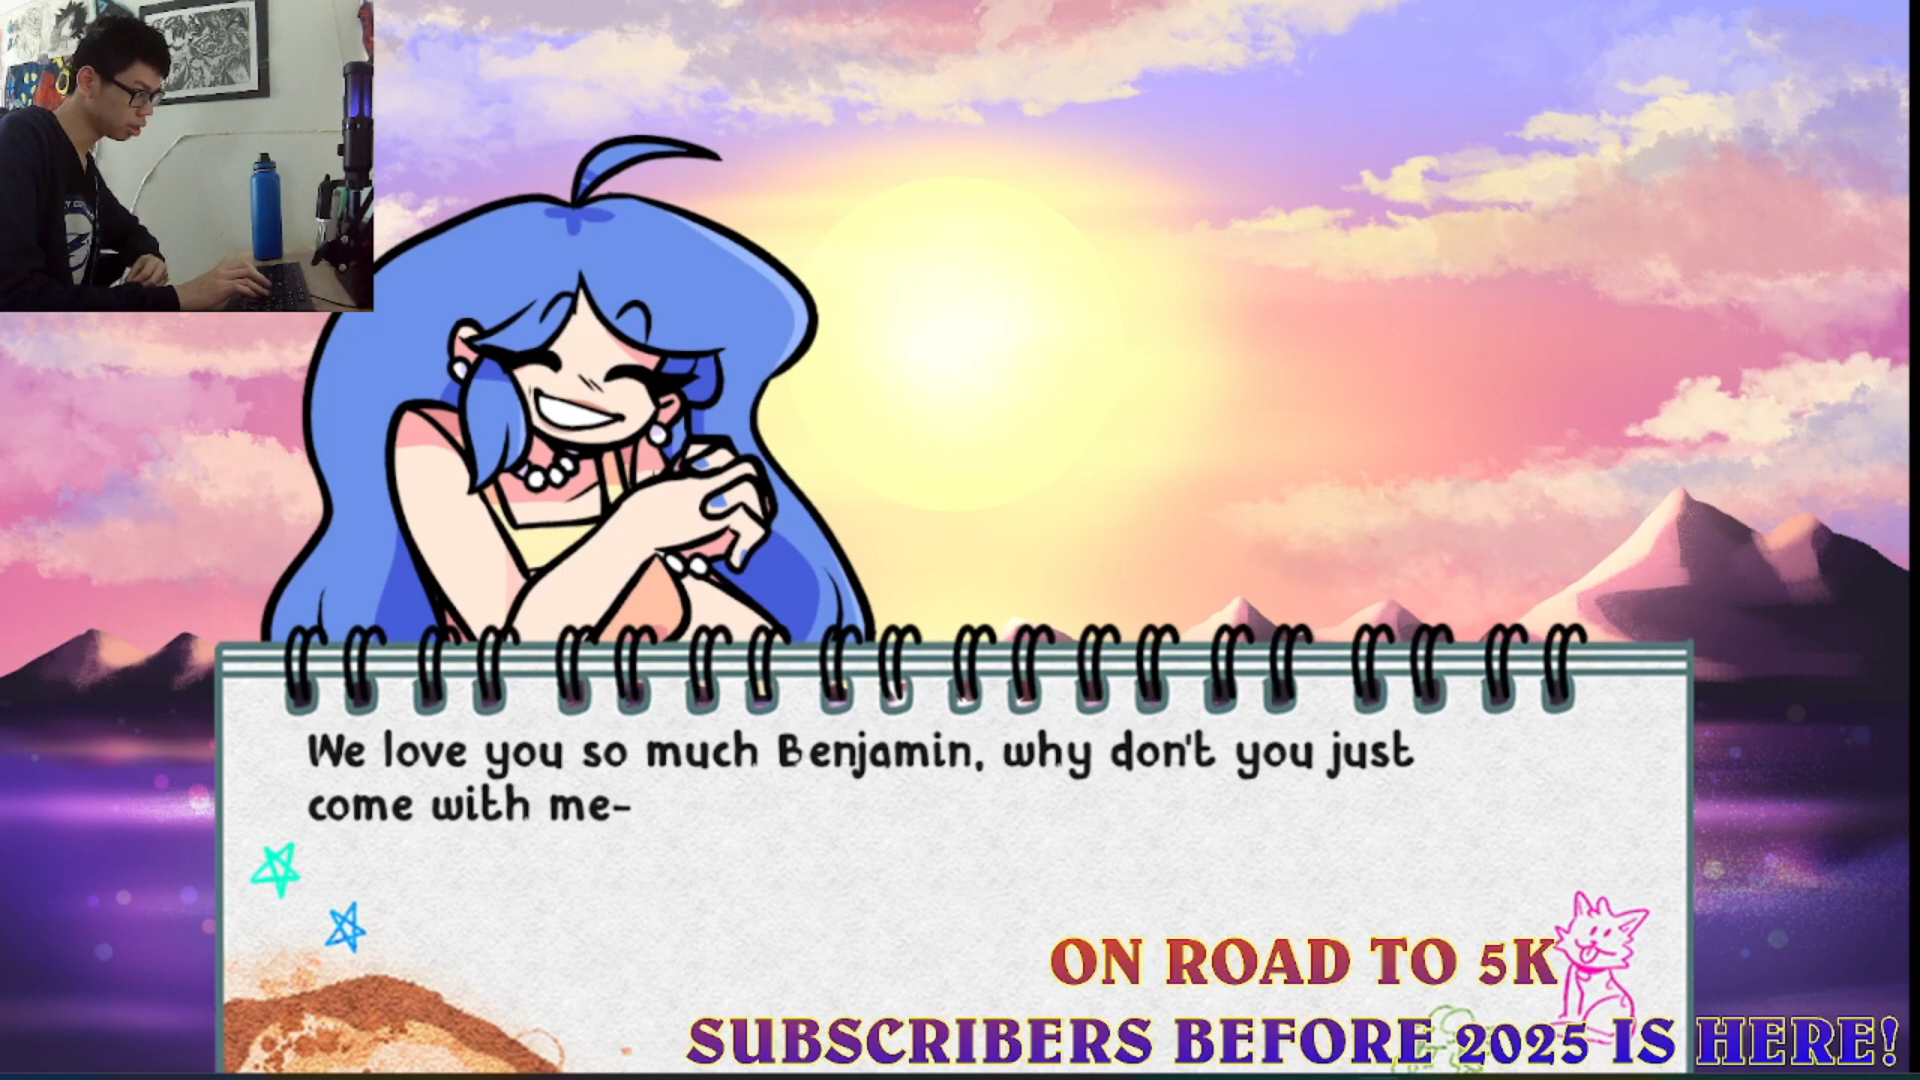 We love you so much Benjamin, why don't you just
come with me-
ON ROAD TO 5K
SUBSCRIBERS BEFORE 2025 IS HERE!